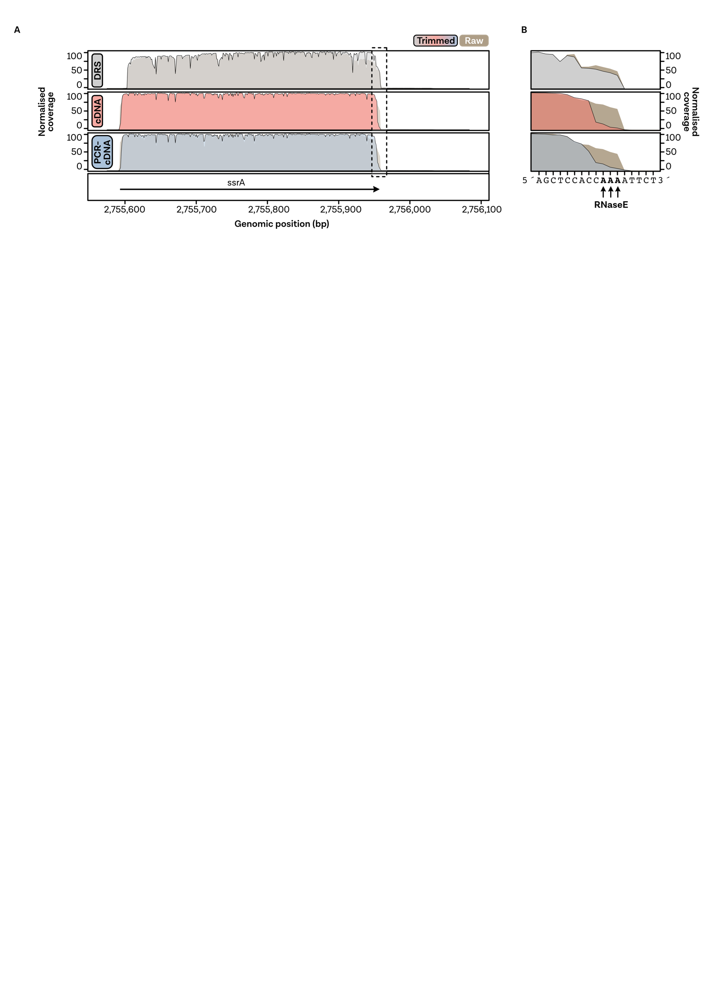 A
B
Trimmed
Raw
Normalised
coverage
DRS
100
50
0
cDNA
100
50
0
PCR-
cDNA
100
50
0
ssrA
2,755,600
2,755,700
2,755,800
2,755,900
2,756,000
2,756,100
Genomic position (bp)
100
50
0
100
50
0
100
50
0
Normalised
coverage
5´AGCTCCACCAAAATTCT3´
RNaseE